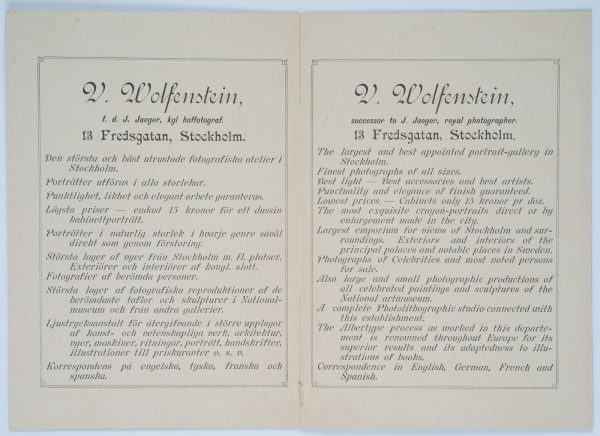 V. Wolfenstein,
f. d. J. Jaeger, kgl hoffotograf.
13 Fredsgatan, Stockholm.
Den största och bäst utrustade fotografiska atelier i
Stockholm.
Porträtter utföras i alla storlekar.
Punktlighet, likhet och elegant arbete garanteras.
Lägsta priser — endast 15 kronor för ett dussin
kabinettporträtt.
Porträtter i naturlig storlek i hvarje genre såväl
direkt som genom förstoring.
Största lager af vyer från Stockholm m. fl. platser.
Exteriörer och interiörer af kongl. slott.
Fotografier af berömda personer.
Största lager af fotografiska reproduktioner af de
berömdaste taflor och skulpturer i National-
museum och från andra gallerier.
Ljustrycksanstalt för återgifvande i större upplagor
af konst- och vetenskapliga verk, arkitektur,
vyer, maskiner, ritningar, porträtt, handskrifter,
illustrationer till priskuranter o. s. v.
Korrespondens på engelska, tyska, franska och
spanska.
V. Wolfenstein,
successor to J. Jaeger, royal photographer.
13 Fredsgatan, Stockholm.
The largest and best appointed portrait-gallery in
Stockholm.
Finest photographs of all sizes.
Best light — Best accessories and best artists.
Punctuality and elegance of finish guaranteed.
Lowest prices — Cabinets only 15 kronor pr doz.
The most exquisite crayon-portraits direct or by
enlargement made in the city.
Largest emporium for views of Stockholm and sur-
roundings. Exteriors and interiors of the
principal palaces and notable places in Sweden.
Photographs of Celebrities and most noted persons
for sale.
Also large and small photographic productions of
all celebrated paintings and sculptures of the
National artmuseum.
A complete Photolithographic studio connected with
this establishment.
The Albertype process as worked in this departe-
ment is renowned throughout Europe for its
superior results and its adaptedness to illu-
strations of books.
Correspondence in English, German, French and
Spanish.